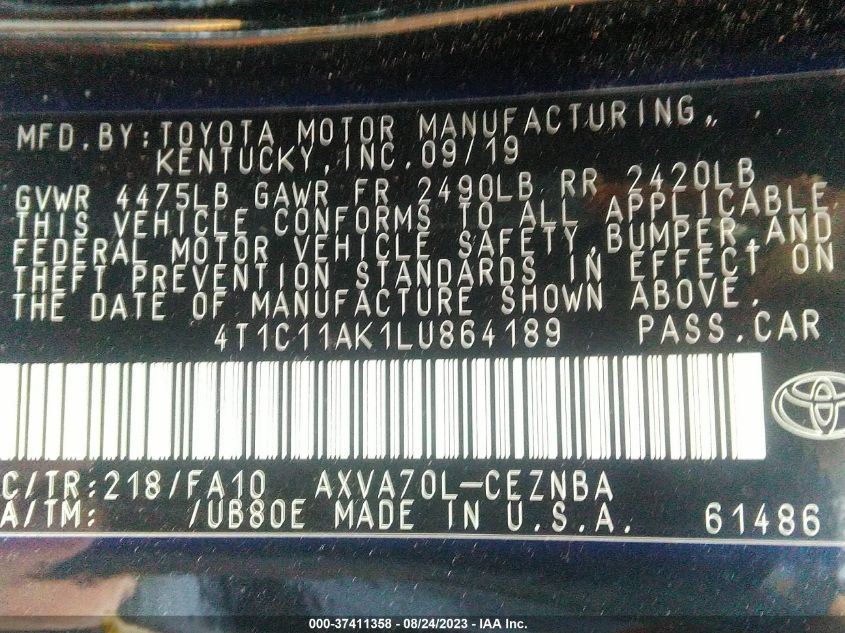 MFD.BY:TOYOTA MOTOR MANUFACTURING,
KENTUCKY,INC.09/19
GVWR 4475LB GAWR FR 2490LB RR 2420LB
THIS VEHICLE CONFORMS TO ALL APPLICABLE
FEDERAL MOTOR VEHICLE SAFETY,BUMPER,AND
THEFT PREVENTION STANDARDS IN EFFECT ON
THE DATE OF MANUFACTURE SHOWN ABOVE.
4T1C11AK1LU864189 PASS.CAR
C/TR:218/FA10 AXVA70L-CEZNBA
A/TM: /UB80E MADE IN U.S.A. 61486
000-37411358 - 08/24/2023 - IAA Inc.